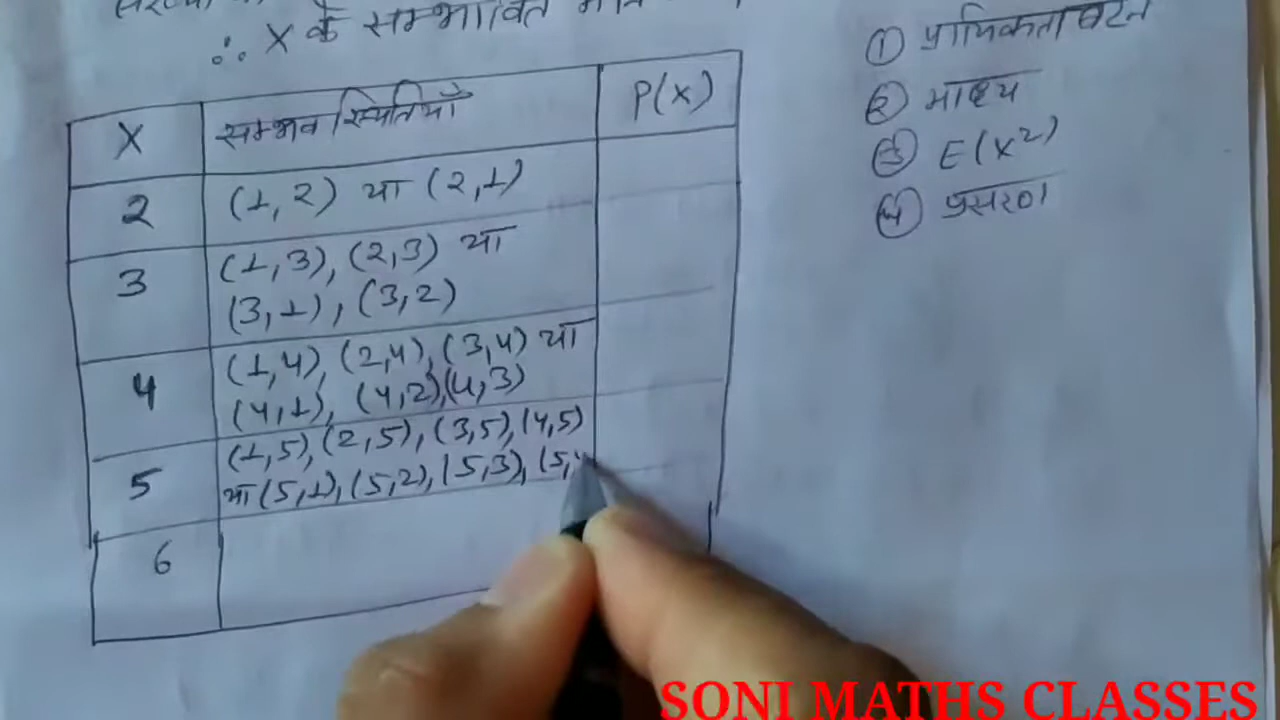 ∴ X के सम्भावित
① प्रायिकता बटन
② माध्य
③ E(X²)
④ प्रसरण
X सम्भव स्थितियाँ P(X)
2 (1,2) या (2,1)
3 (1,3), (2,3) या
(3,1), (3,2)
4 (1,4), (2,4), (3,4) या
(4,1), (4,2), (4,3)
5 (1,5), (2,5), (3,5), (4,5)
या (5,1), (5,2), (5,3), (5,
6
SONI MATHS CLASSES